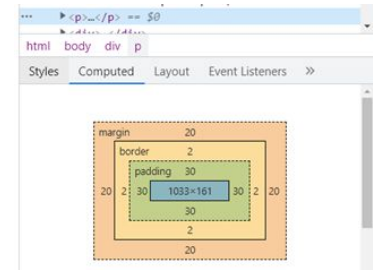 ... ▶ <p>…</p> == $0
html body div p
Styles Computed Layout Event Listeners »
margin 20
border 2
padding 30
20 2 30 1033×161 30 2 20
30
2
20